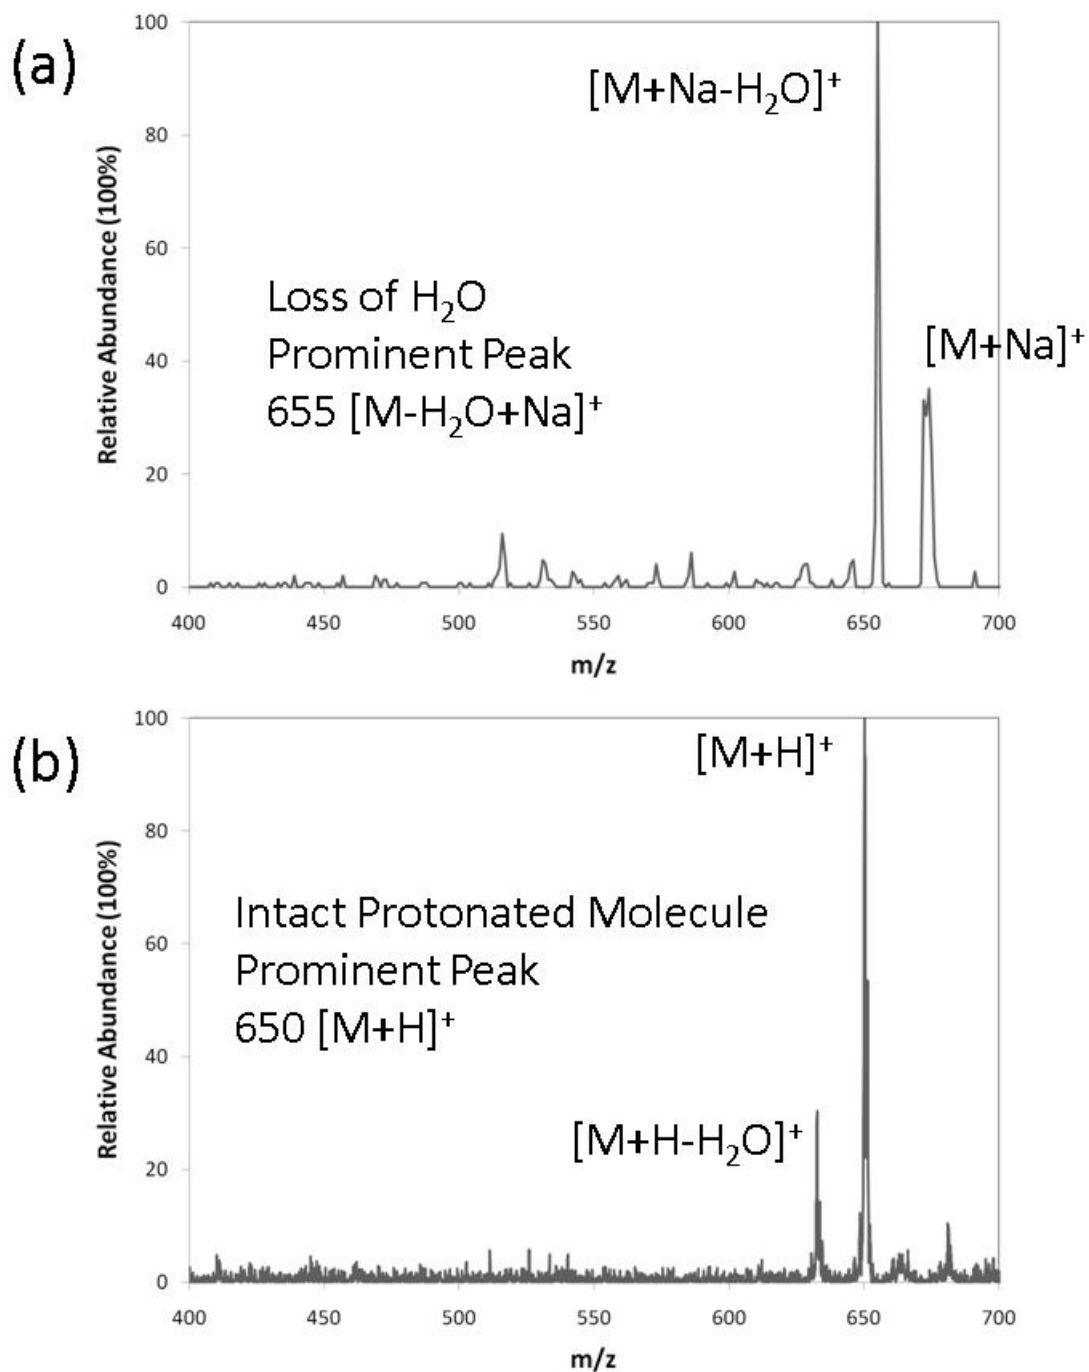 (a)
Relative Abundance (100%)
100
80
60
40
20
0
[M+Na-H₂O]⁺
Loss of H₂O
Prominent Peak
655 [M-H₂O+Na]⁺
[M+Na]⁺
400 450 500 550 600 650 700
m/z
(b)
Relative Abundance (100%)
100
80
60
40
20
0
[M+H]⁺
Intact Protonated Molecule
Prominent Peak
650 [M+H]⁺
[M+H-H₂O]⁺
400 450 500 550 600 650 700
m/z